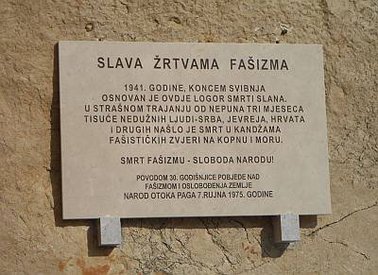 SLAVA ŽRTVAMA FAŠIZMA
1941. GODINE, KONCEM SVIBNJA
OSNOVAN JE OVDJE LOGOR SMRTI SLANA.
U STRAŠNOM TRAJANJU OD NEPUNA TRI MJESECA
TISUĆE NEDUŽNIH LJUDI-SRBA, JEVREJA, HRVATA
I DRUGIH NAŠLO JE SMRT U KANDŽAMA
FAŠISTIČKIH ZVJERI NA KOPNU I MORU.
SMRT FAŠIZMU - SLOBODA NARODU!
POVODOM 30. GODIŠNJICE POBJEDE NAD
FAŠIZMOM I OSLOBOĐENJA ZEMLJE
NAROD OTOKA PAGA 7. RUJNA 1975. GODINE